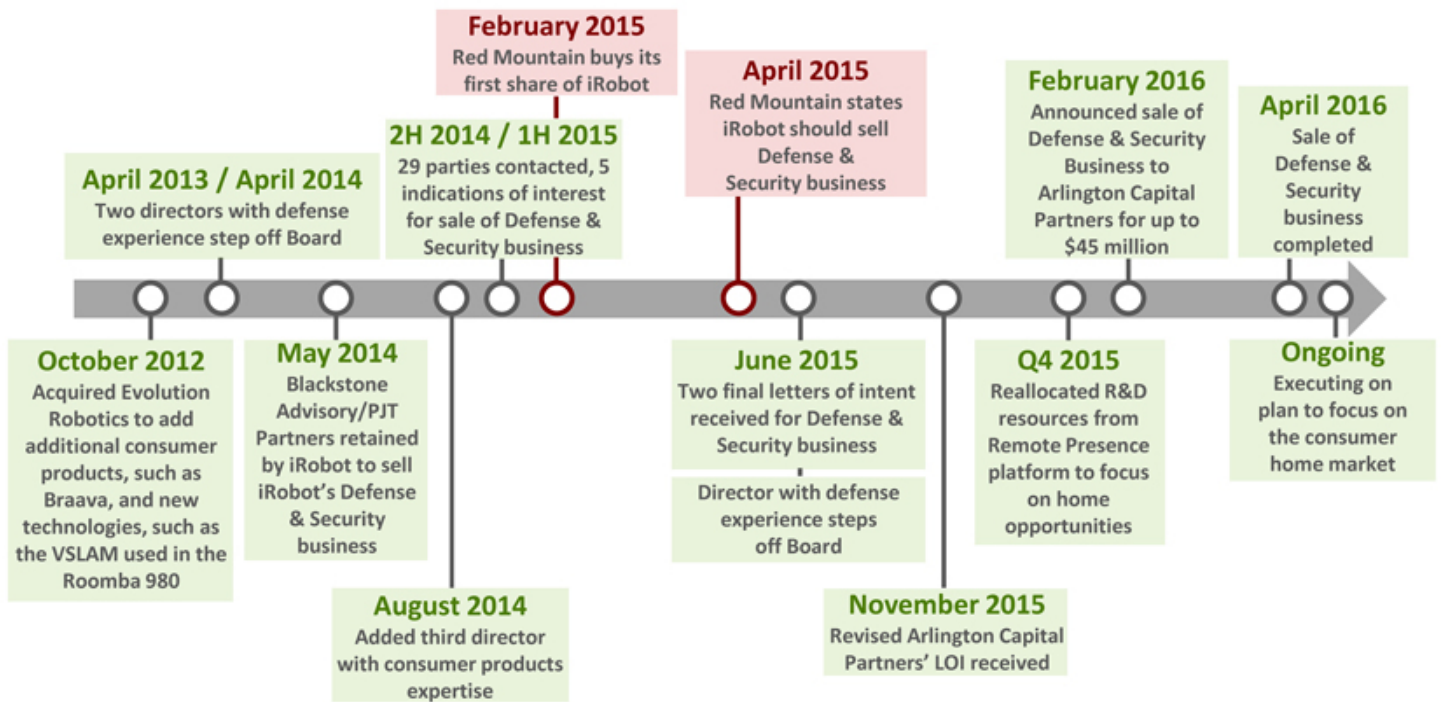 February 2015
Red Mountain buys its
first share of iRobot
April 2015
Red Mountain states
iRobot should sell
Defense &
Security business
February 2016
Announced sale of
Defense & Security
Business to
Arlington Capital
Partners for up to
$45 million
April 2016
Sale of
Defense &
Security
business
completed
2H 2014 / 1H 2015
29 parties contacted, 5
indications of interest
for sale of Defense &
Security business
April 2013 / April 2014
Two directors with defense
experience step off Board
October 2012
Acquired Evolution
Robotics to add
additional consumer
products, such as
Braava, and new
technologies, such as
the VSLAM used in the
Roomba 980
May 2014
Blackstone
Advisory/PJT
Partners retained
by iRobot to sell
iRobot's Defense
& Security
business
August 2014
Added third director
with consumer products
expertise
June 2015
Two final letters of intent
received for Defense &
Security business
Director with defense
experience steps
off Board
November 2015
Revised Arlington Capital
Partners' LOI received
Q4 2015
Reallocated R&D
resources from
Remote Presence
platform to focus
on home
opportunities
Ongoing
Executing on
plan to focus on
the consumer
home market